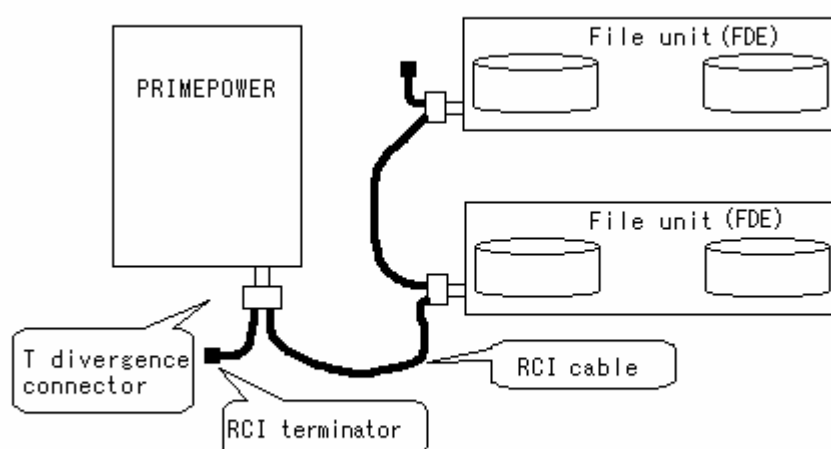 PRIMEPOWER
File unit (FDE)
File unit (FDE)
T divergence
connector
RCI cable
RCI terminator